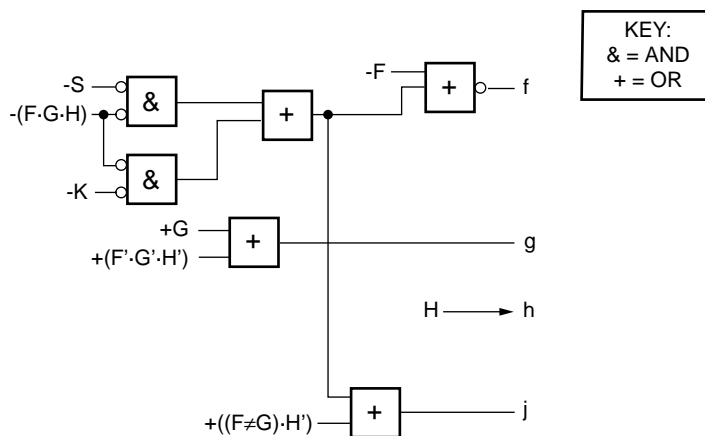 KEY:
& = AND
+ = OR
-S
&
-(F·G·H)
+
-F
+
f
&
-K
+G
+
g
+(F'·G'·H')
H
h
+((F≠G)·H')
+
j